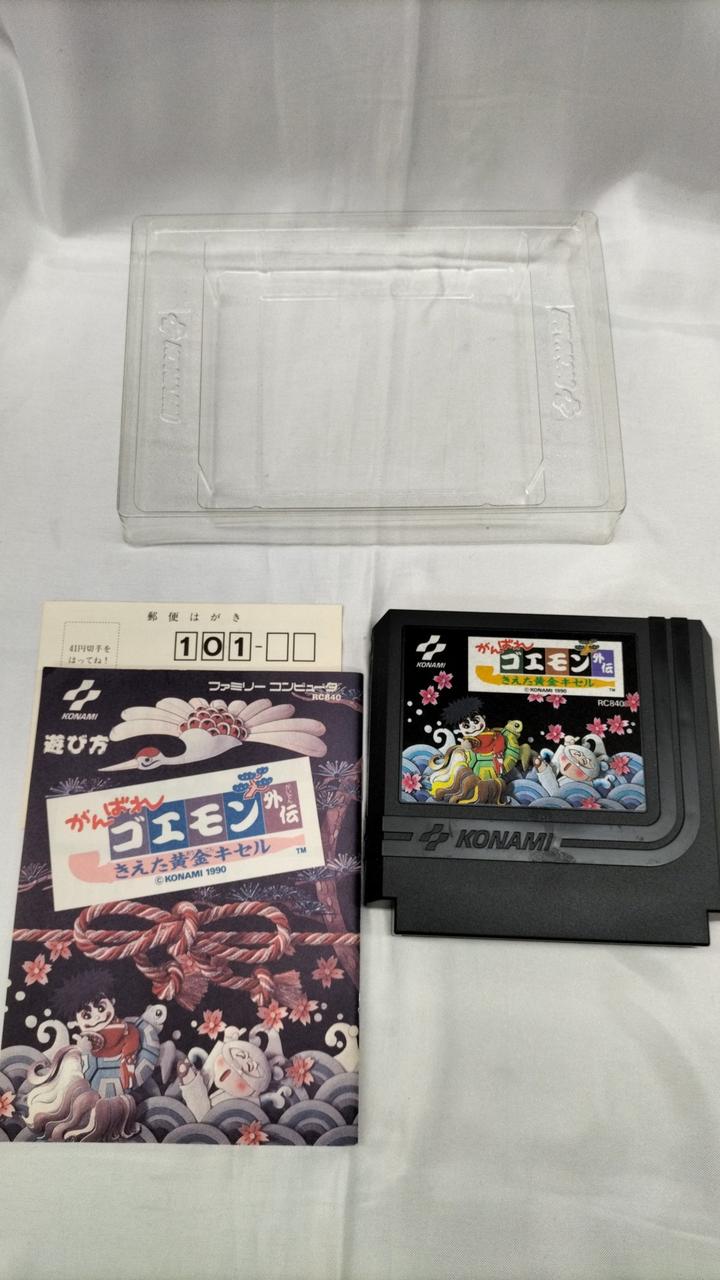 KONAMI
KONAMI
郵便はがき
41円切手を
はってね!
101-
KONAMI
ファミリーコンピュータ
RC840
遊び方
がんばれ
ゴエモン外伝
きえた黄金キセル
TM
©KONAMI 1990
KONAMI
がんばれ
ゴエモン外伝
きえた黄金キセル
TM
©KONAMI 1990
RC840
KONAMI